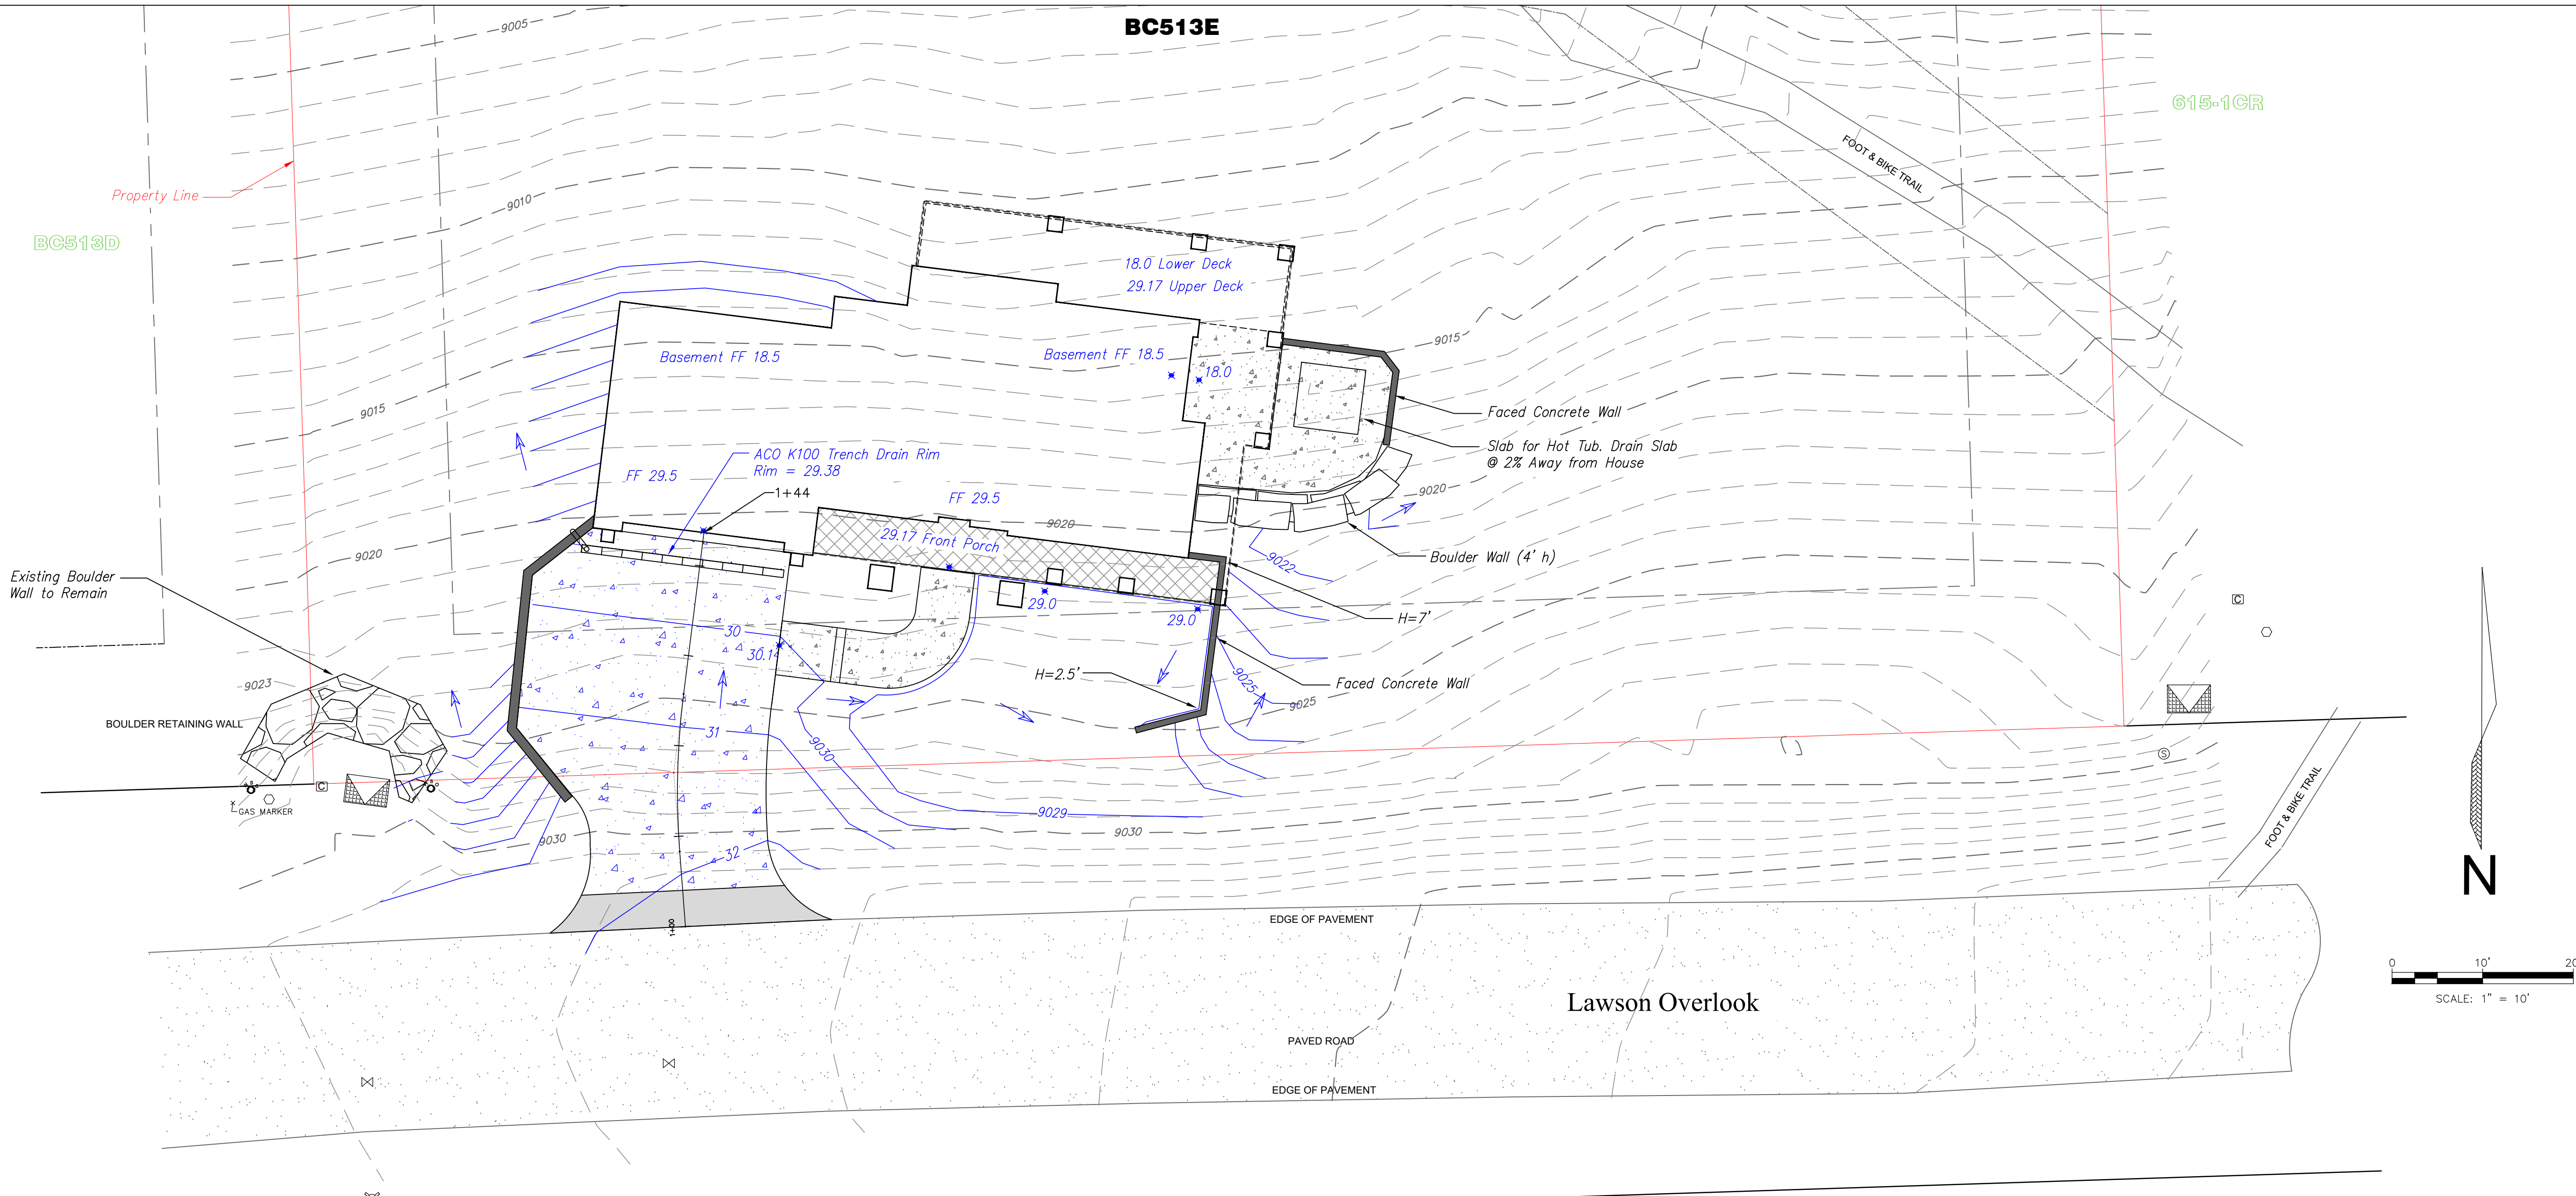 BC513E
9005
615-1CR
FOOT & BIKE TRAIL
Property Line
9010
BC513D
18.0 Lower Deck
29.17 Upper Deck
9015
Basement FF 18.5
Basement FF 18.5
18.0
9015
Faced Concrete Wall
Slab for Hot Tub. Drain Slab
@ 2% Away from House
ACO K100 Trench Drain Rim
Rim = 29.38
FF 29.5
1+44
FF 29.5
9020
9020
29.17 Front Porch
9020
9022
Boulder Wall (4' h)
Existing Boulder
Wall to Remain
29.0
29.0
H=7'
C
30
30.14
H=2.5'
9025
Faced Concrete Wall
9025
9023
BOULDER RETAINING WALL
31
9030
S
C
GAS MARKER
9029
9030
9030
32
FOOT & BIKE TRAIL
N
1+00
EDGE OF PAVEMENT
0 10' 20
SCALE: 1" = 10'
Lawson Overlook
PAVED ROAD
EDGE OF PAVEMENT